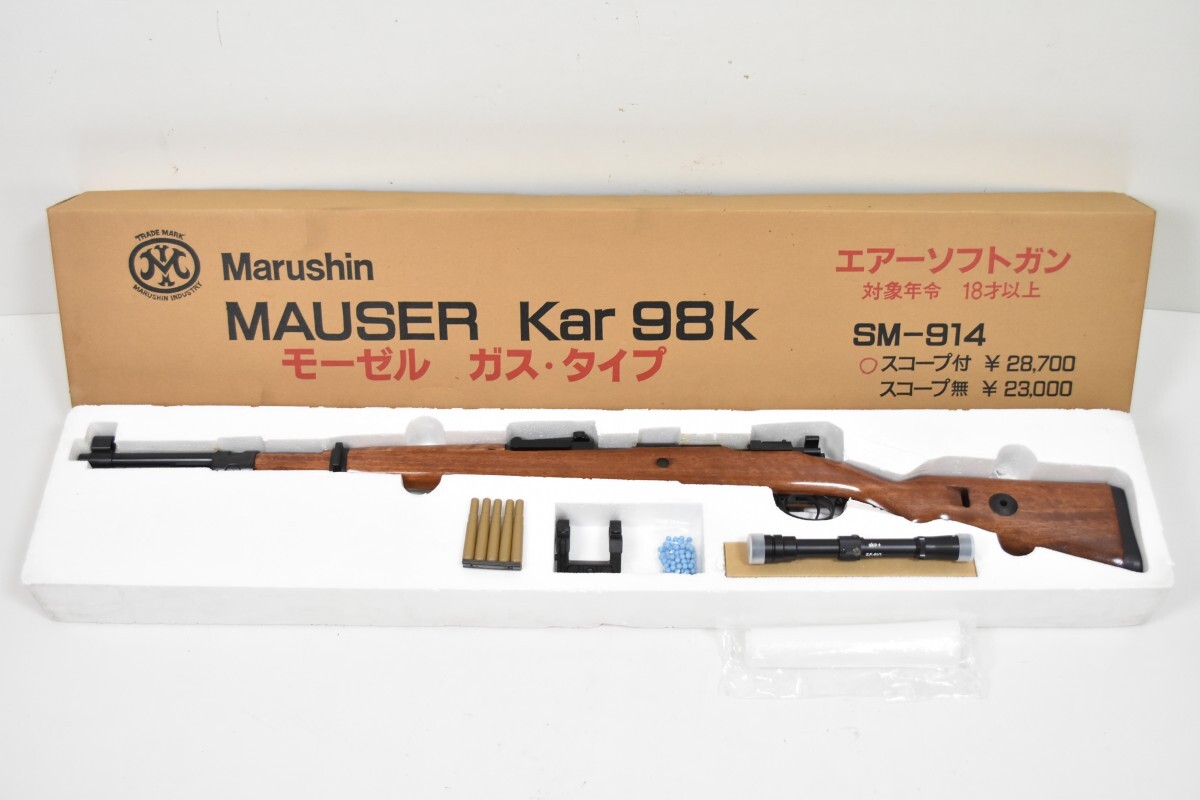 TRADE MARK
MARUSHIN INDUSTRY
Marushin
MAUSER Kar 98k
モーゼル ガス・タイプ
エアーソフトガン
対象年令 18才以上
SM-914
○スコープ付 ¥28,700
スコープ無 ¥23,000